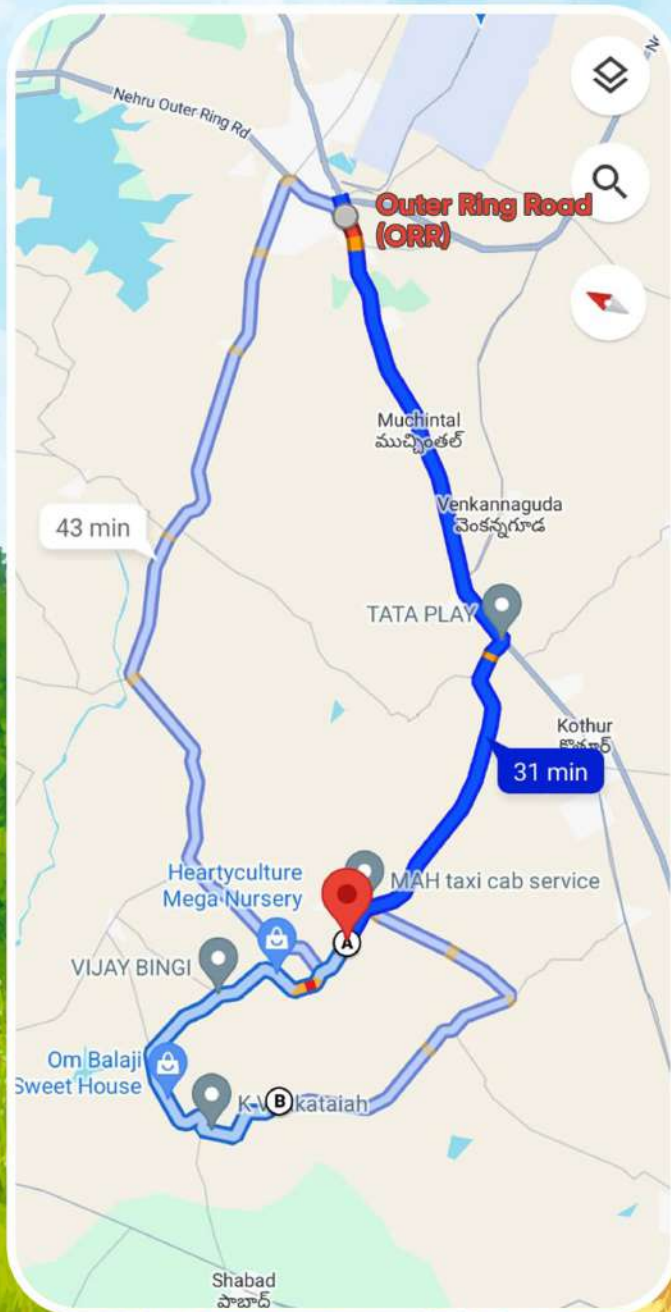 Nehru Outer Ring Rd
Outer Ring Road
(ORR)
Muchintal
ముచ్చింతల్
Venkannaguda
వెంకన్నగూడ
43 min
TATA PLAY
Kothur
కొత్తూర్
31 min
Heartyculture
Mega Nursery
MAH taxi cab service
A
VIJAY BINGI
Om Balaji
Sweet House
B
Shabad
షాబాద్